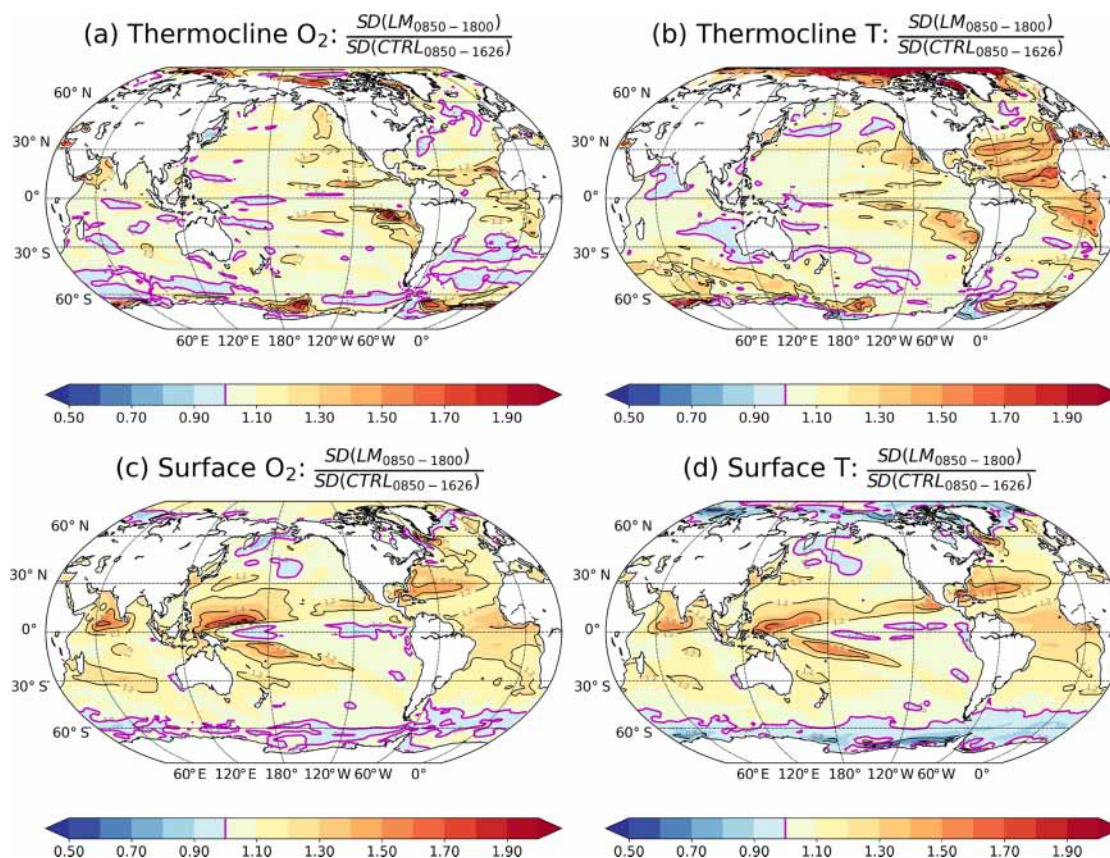 (a) Thermocline O₂: SD(LM₀₈₅₀₋₁₈₀₀) / SD(CTRL₀₈₅₀₋₁₆₂₆)
(b) Thermocline T: SD(LM₀₈₅₀₋₁₈₀₀) / SD(CTRL₀₈₅₀₋₁₆₂₆)
60° N
30° N
0°
30° S
60° S
60°E 120°E 180° 120°W 60°W 0°
60° N
30° N
0°
30° S
60° S
60°E 120°E 180° 120°W 60°W 0°
0.50 0.70 0.90 1.10 1.30 1.50 1.70 1.90
0.50 0.70 0.90 1.10 1.30 1.50 1.70 1.90
(c) Surface O₂: SD(LM₀₈₅₀₋₁₈₀₀) / SD(CTRL₀₈₅₀₋₁₆₂₆)
(d) Surface T: SD(LM₀₈₅₀₋₁₈₀₀) / SD(CTRL₀₈₅₀₋₁₆₂₆)
60° N
30° N
0°
30° S
60° S
60°E 120°E 180° 120°W 60°W 0°
60° N
30° N
0°
30° S
60° S
60°E 120°E 180° 120°W 60°W 0°
0.50 0.70 0.90 1.10 1.30 1.50 1.70 1.90
0.50 0.70 0.90 1.10 1.30 1.50 1.70 1.90